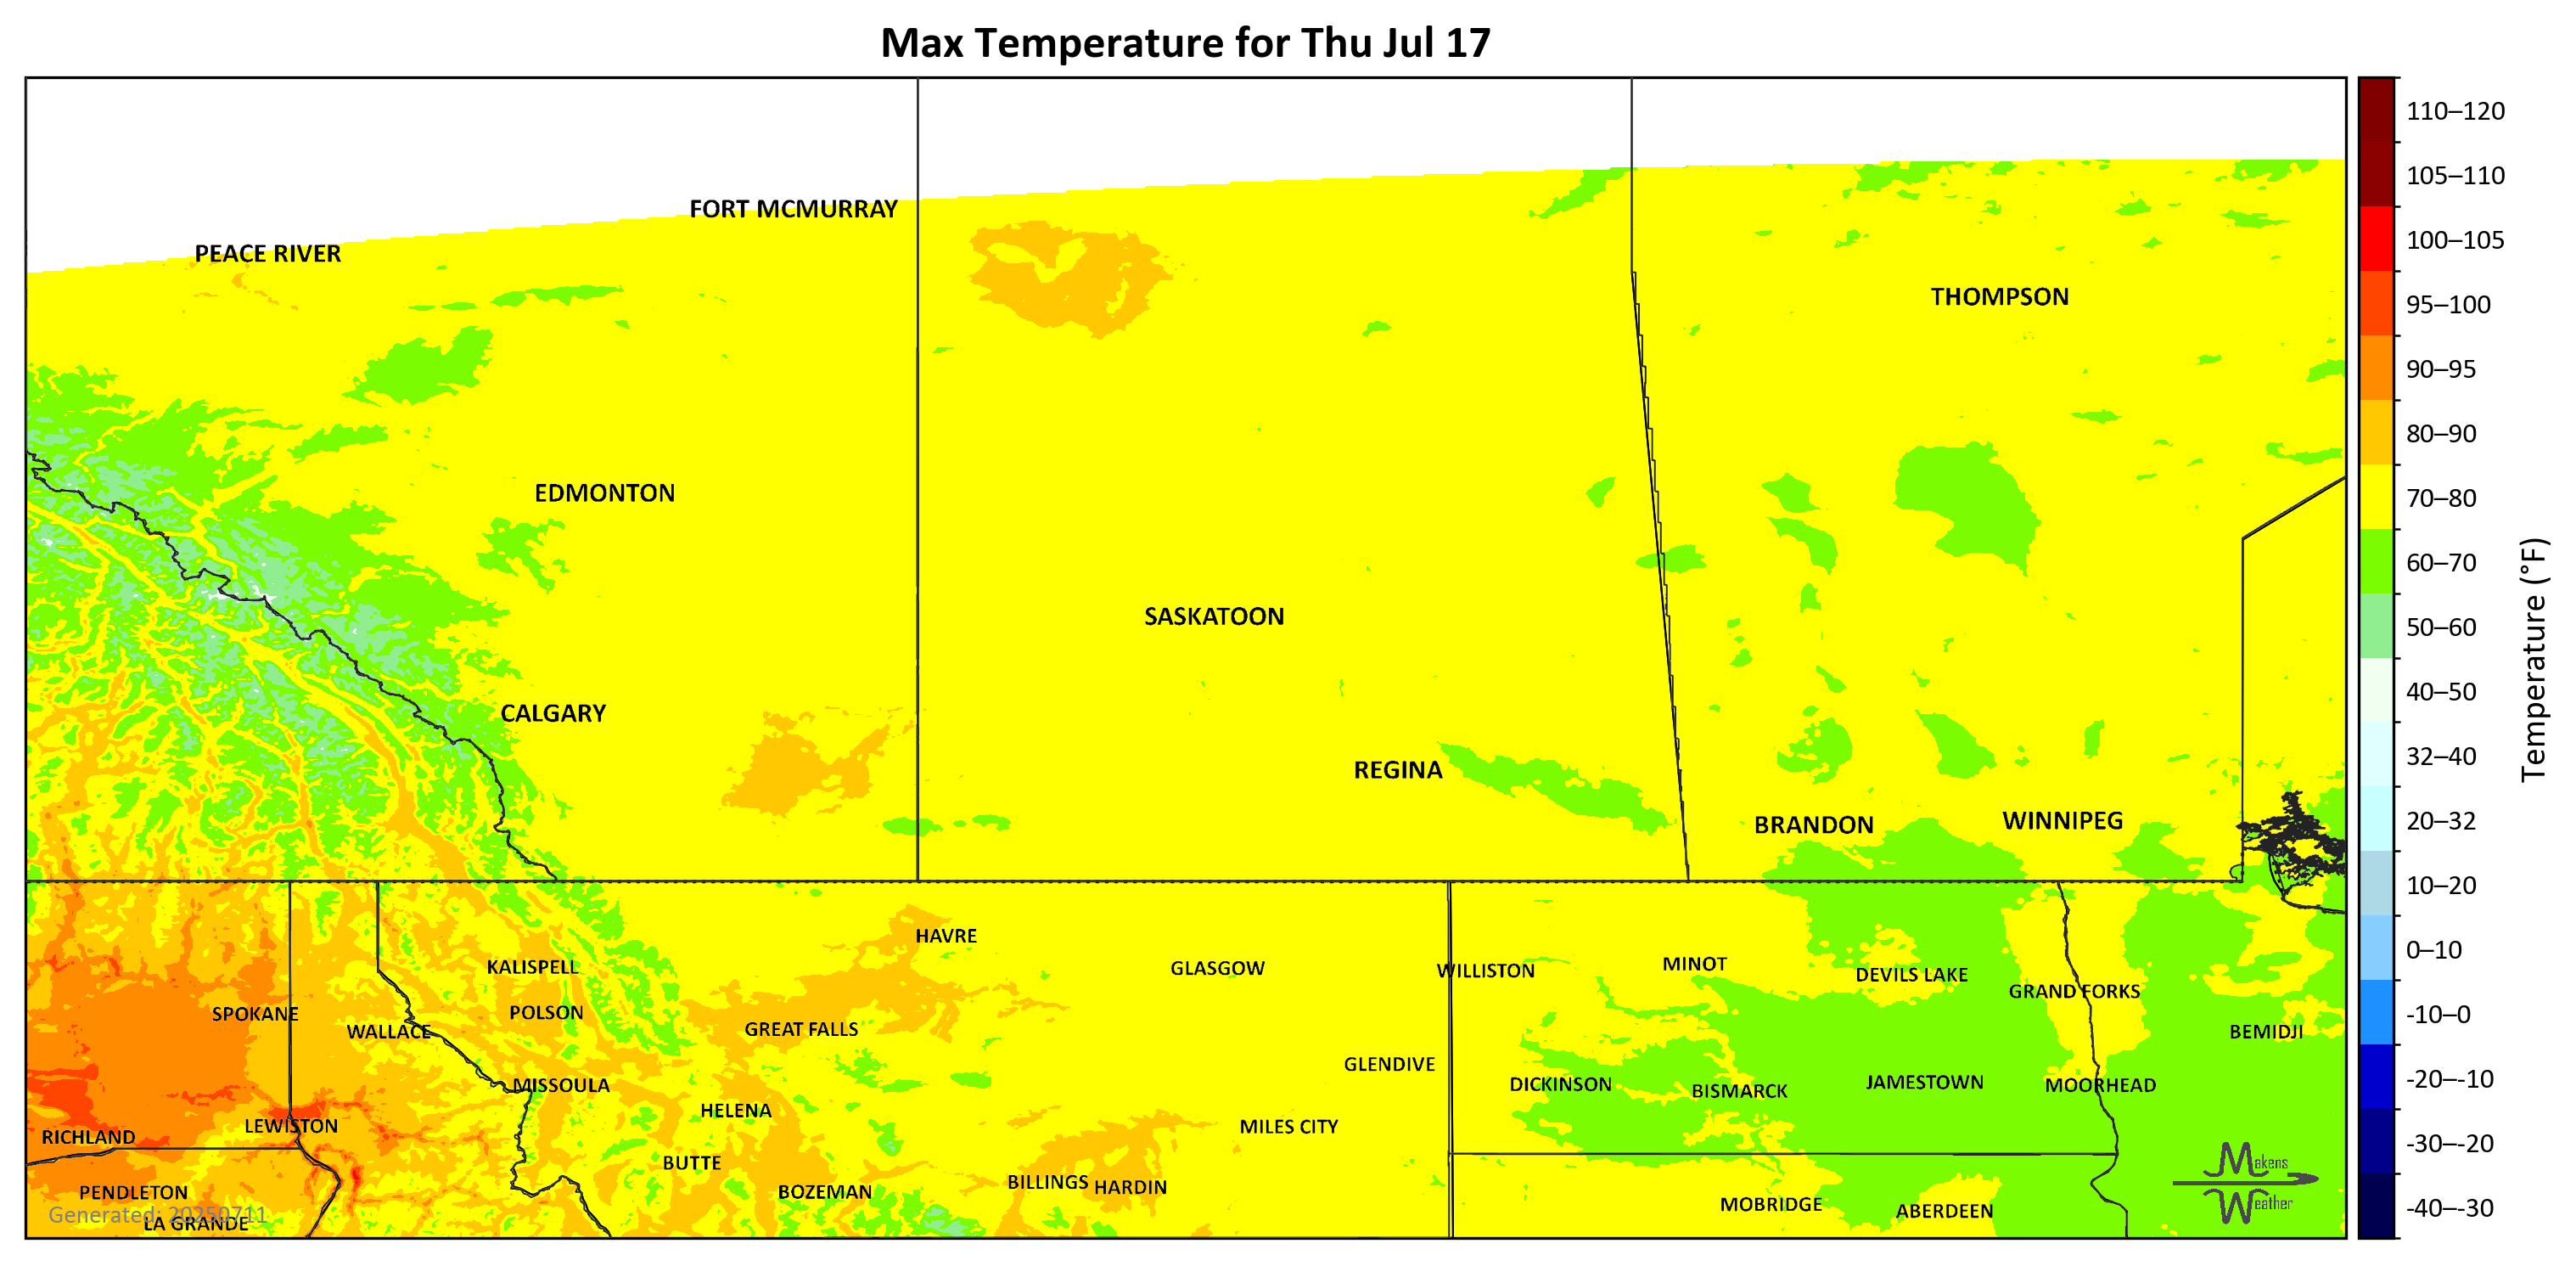 Max Temperature for Thu Jul 17
110–120
105–110
FORT MCMURRAY
100–105
PEACE RIVER
THOMPSON
95–100
90–95
80–90
EDMONTON
70–80
60–70
SASKATOON
50–60
Temperature (°F)
40–50
CALGARY
32–40
REGINA
BRANDON
WINNIPEG
20–32
10–20
HAVRE
0–10
KALISPELL
GLASGOW
WILLISTON
MINOT
DEVILS LAKE
GRAND FORKS
SPOKANE
POLSON
-10–0
WALLACE
GREAT FALLS
BEMIDJI
GLENDIVE
MISSOULA
DICKINSON
BISMARCK
JAMESTOWN
MOORHEAD
-20–-10
HELENA
LEWISTON
MILES CITY
RICHLAND
-30–-20
BUTTE
Makens
Weather
PENDLETON
BOZEMAN
BILLINGS
HARDIN
MOBRIDGE
ABERDEEN
-40–-30
Generated: 20250711
LA GRANDE